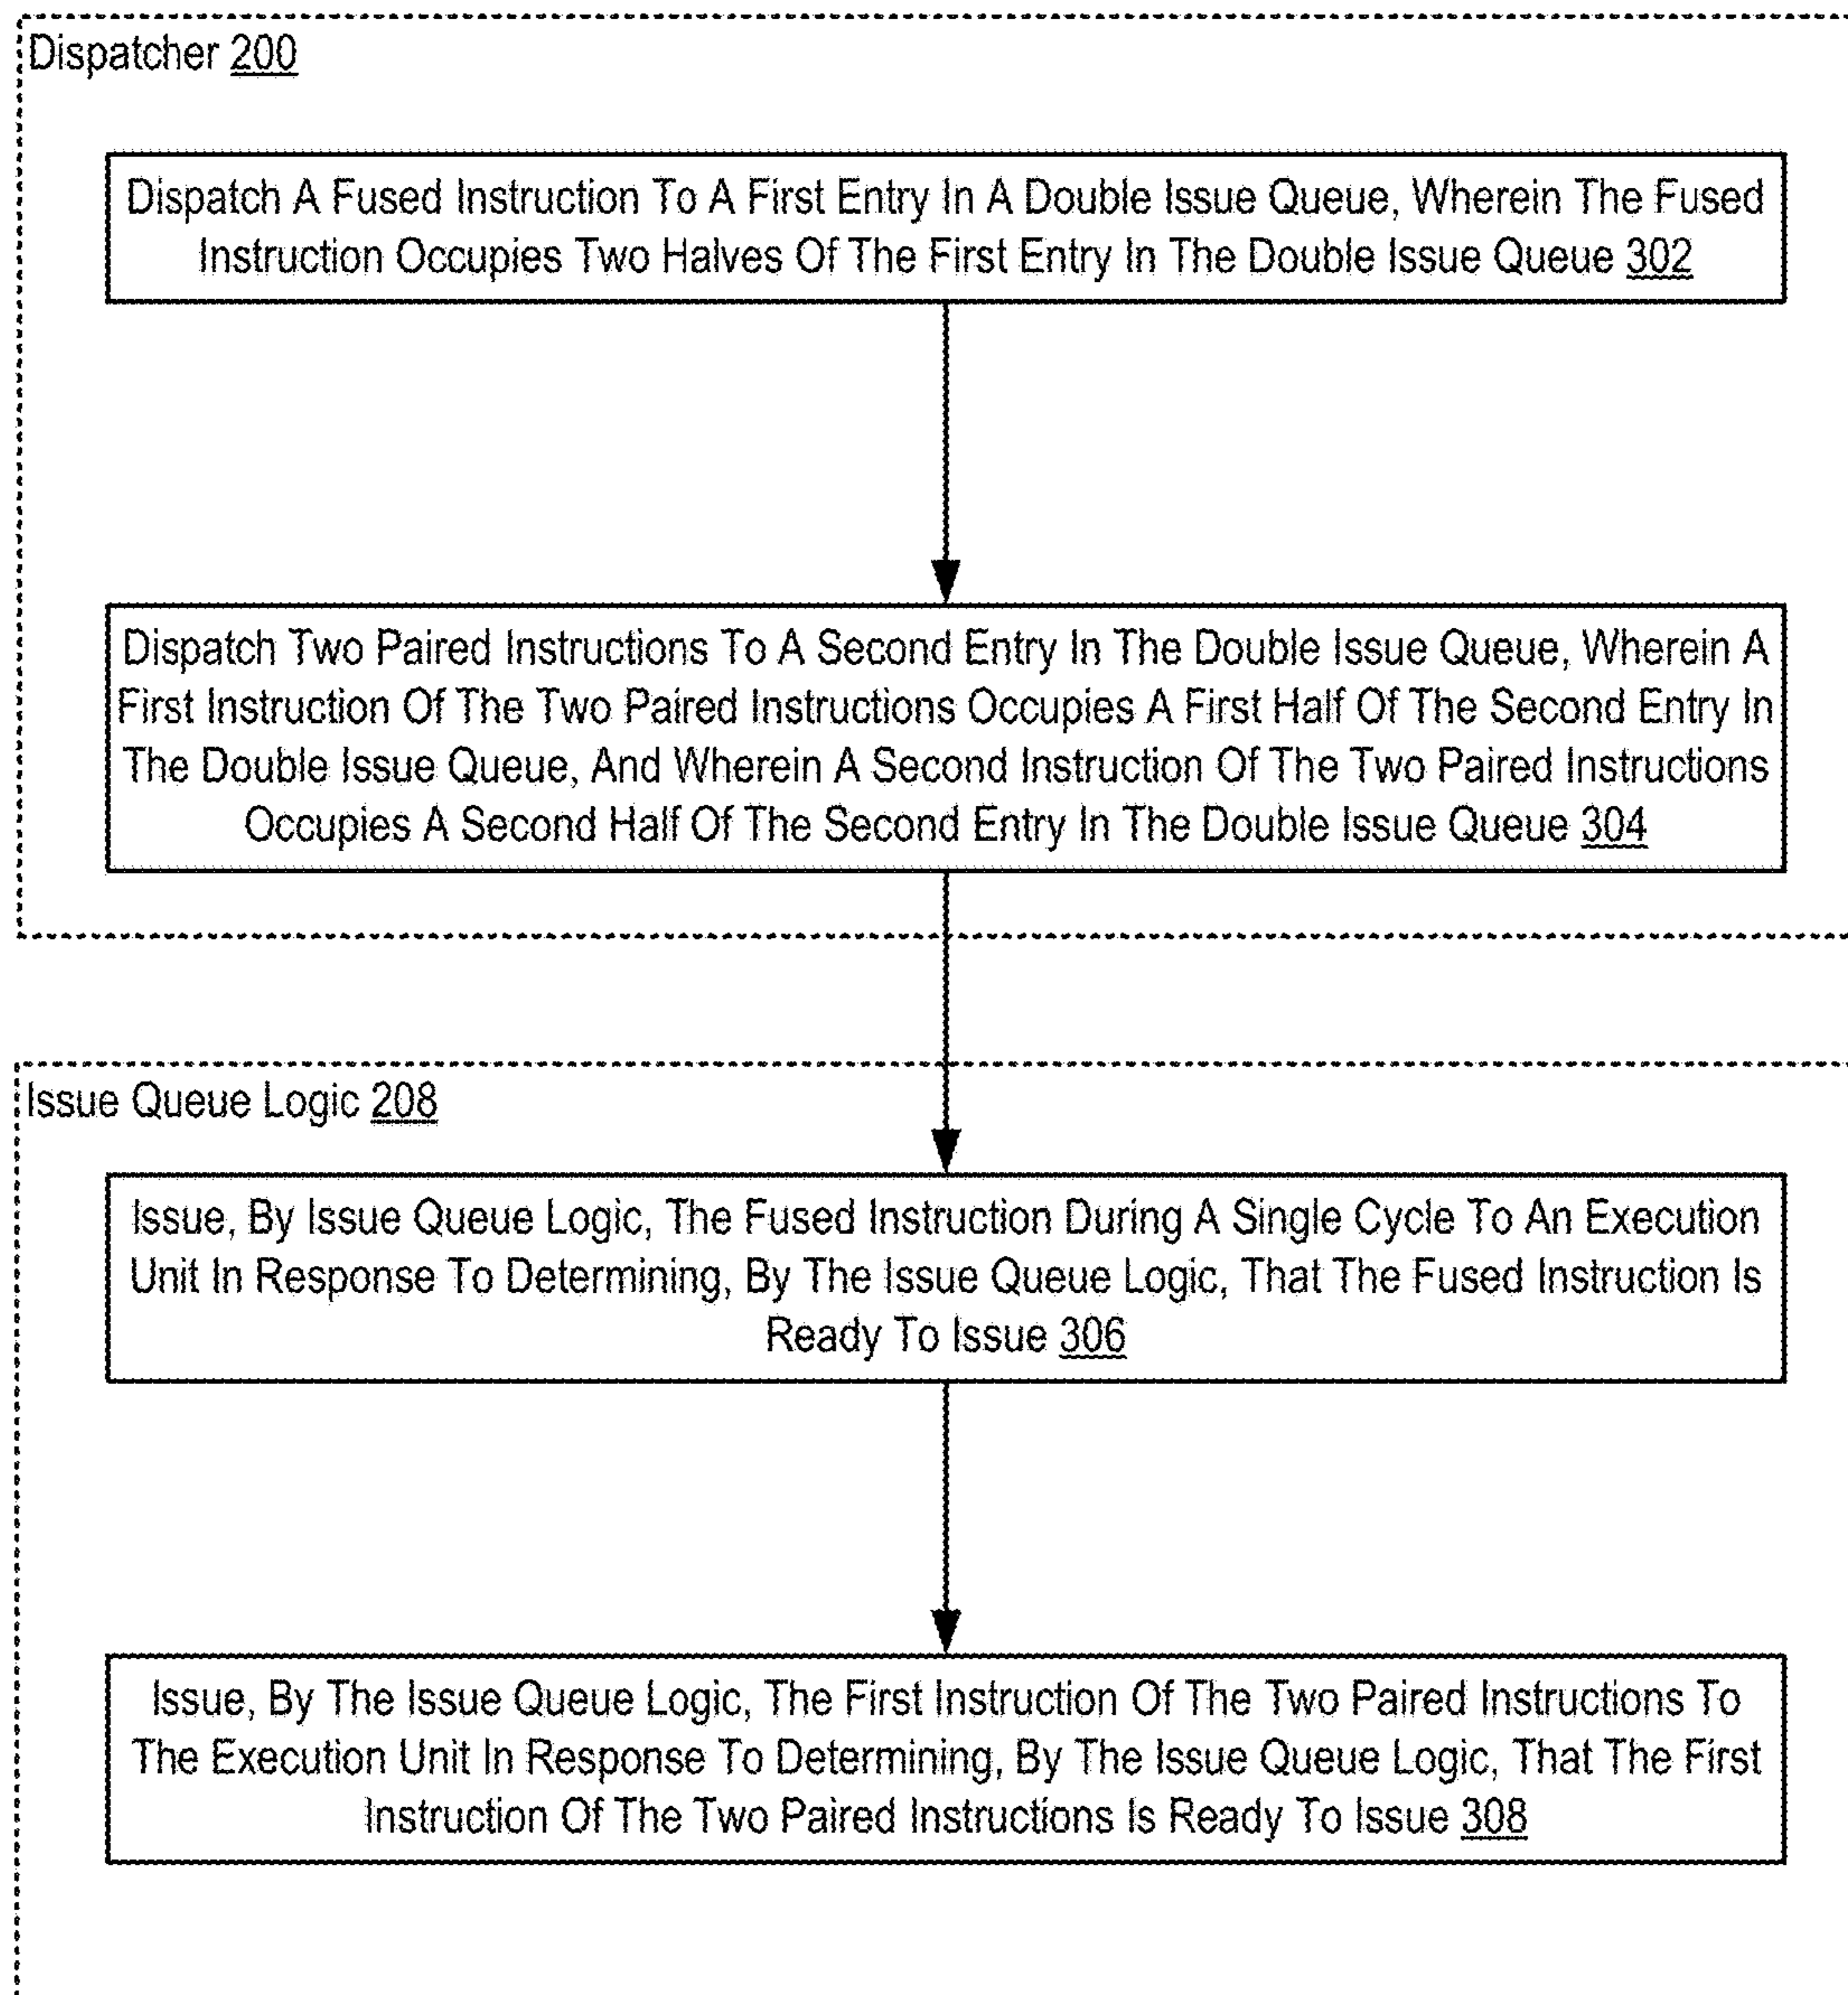 Dispatcher 200
Dispatch A Fused Instruction To A First Entry In A Double Issue Queue, Wherein The Fused
Instruction Occupies Two Halves Of The First Entry In The Double Issue Queue 302
Dispatch Two Paired Instructions To A Second Entry In The Double Issue Queue, Wherein A
First Instruction Of The Two Paired Instructions Occupies A First Half Of The Second Entry In
The Double Issue Queue, And Wherein A Second Instruction Of The Two Paired Instructions
Occupies A Second Half Of The Second Entry In The Double Issue Queue 304
Issue Queue Logic 208
Issue, By Issue Queue Logic, The Fused Instruction During A Single Cycle To An Execution
Unit In Response To Determining, By The Issue Queue Logic, That The Fused Instruction Is
Ready To Issue 306
Issue, By The Issue Queue Logic, The First Instruction Of The Two Paired Instructions To
The Execution Unit In Response To Determining, By The Issue Queue Logic, That The First
Instruction Of The Two Paired Instructions Is Ready To Issue 308